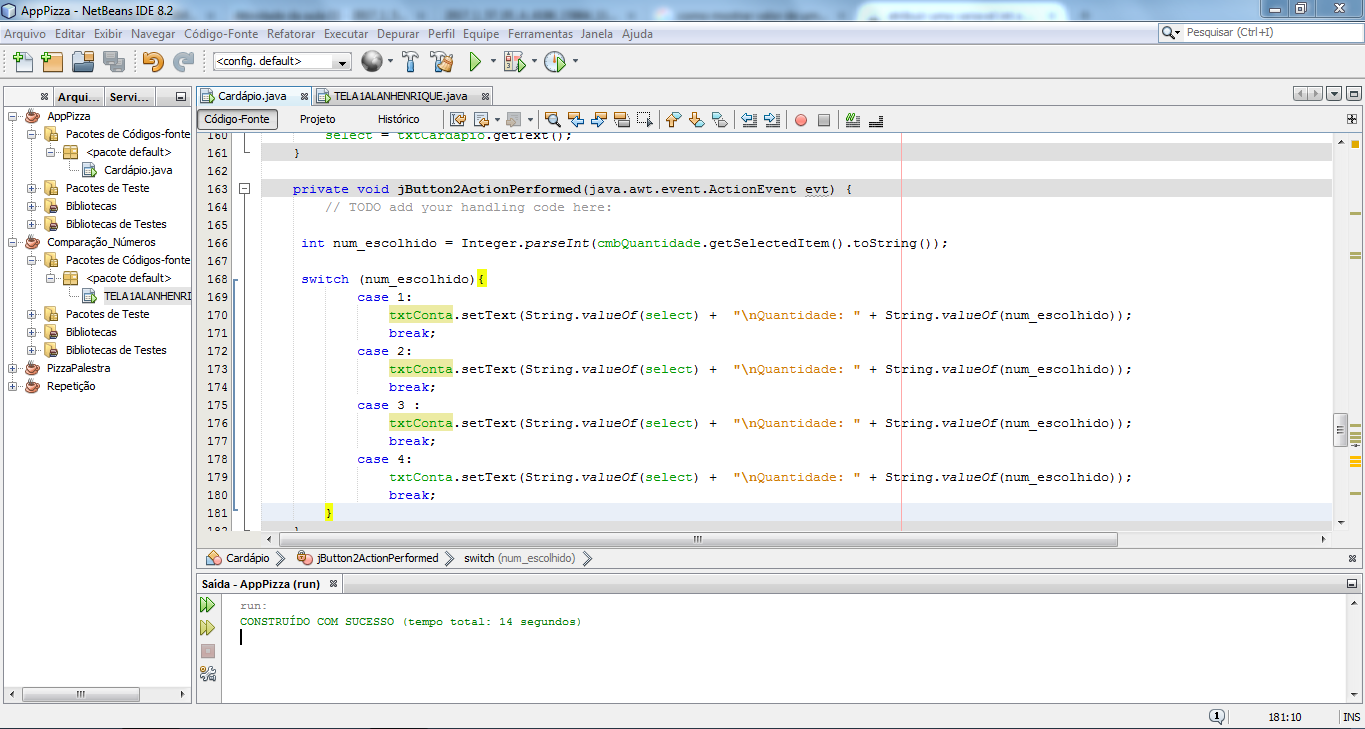 AppPizza - NetBeans IDE 8.2
Arquivo Editar Exibir Navegar Código-Fonte Refatorar Executar Depurar Perfil Equipe Ferramentas Janela Ajuda
Pesquisar (Ctrl+I)
<config. default>
Arqui... Servi...
Cardápio.java TELA1ALANHENRIQUE.java
Código-Fonte Projeto Histórico
AppPizza
Pacotes de Códigos-fonte
<pacote default>
Cardápio.java
Pacotes de Teste
Bibliotecas
Bibliotecas de Testes
Comparação_Números
Pacotes de Códigos-fonte
<pacote default>
TELA1ALANHENRI
Pacotes de Teste
Bibliotecas
Bibliotecas de Testes
PizzaPalestra
Repetição
160 select = txtCardapio.getText();
161 }
162
163 private void jButton2ActionPerformed(java.awt.event.ActionEvent evt) {
164 // TODO add your handling code here:
165
166 int num_escolhido = Integer.parseInt(cmbQuantidade.getSelectedItem().toString());
167
168 switch (num_escolhido){
169 case 1:
170 txtConta.setText(String.valueOf(select) + "\nQuantidade: " + String.valueOf(num_escolhido));
171 break;
172 case 2:
173 txtConta.setText(String.valueOf(select) + "\nQuantidade: " + String.valueOf(num_escolhido));
174 break;
175 case 3 :
176 txtConta.setText(String.valueOf(select) + "\nQuantidade: " + String.valueOf(num_escolhido));
177 break;
178 case 4:
179 txtConta.setText(String.valueOf(select) + "\nQuantidade: " + String.valueOf(num_escolhido));
180 break;
181 }
182 }
Cardápio jButton2ActionPerformed switch (num_escolhido)
Saída - AppPizza (run)
run:
CONSTRUÍDO COM SUCESSO (tempo total: 14 segundos)
1 181:10 INS